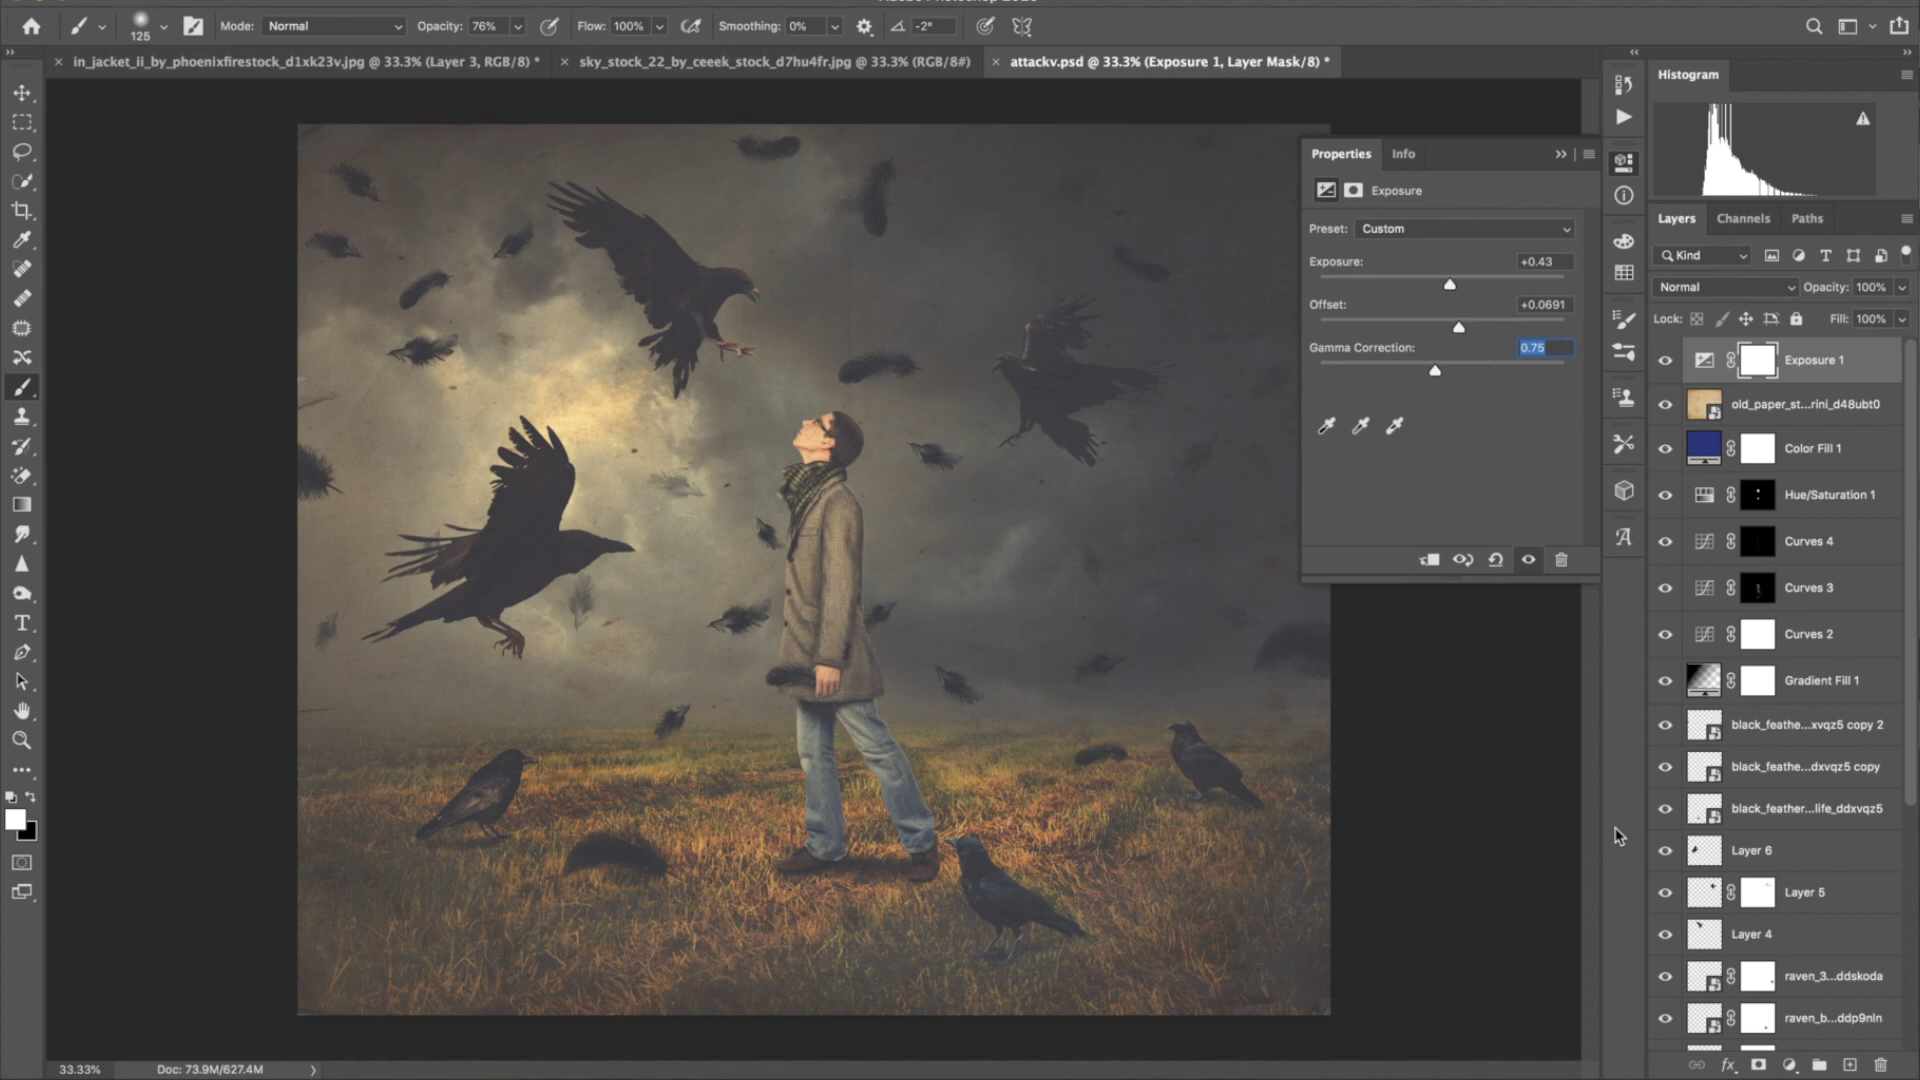 125
Mode: Normal
Opacity: 76%
Flow: 100%
Smoothing: 0%
-2°
in_jacket_ii_by_phoenixfirestock_d1xk23v.jpg @ 33.3% (Layer 3, RGB/8) *
sky_stock_22_by_ceeek_stock_d7hu4fr.jpg @ 33.3% (RGB/8#)
attackv.psd @ 33.3% (Exposure 1, Layer Mask/8) *
Properties
Info
Exposure
Preset: Custom
Exposure: +0.43
Offset: +0.0691
Gamma Correction: 0.75
Histogram
Layers
Channels
Paths
Kind
Normal
Opacity: 100%
Lock:
Fill: 100%
Exposure 1
old_paper_st...rini_d48ubt0
Color Fill 1
Hue/Saturation 1
Curves 4
Curves 3
Curves 2
Gradient Fill 1
black_feathe...xvqz5 copy 2
black_feathe...dxvqz5 copy
black_feather...life_ddxvqz5
Layer 6
Layer 5
Layer 4
raven_3...ddskoda
raven_b...ddp9nln
fx
33.33%
Doc: 73.9M/627.4M